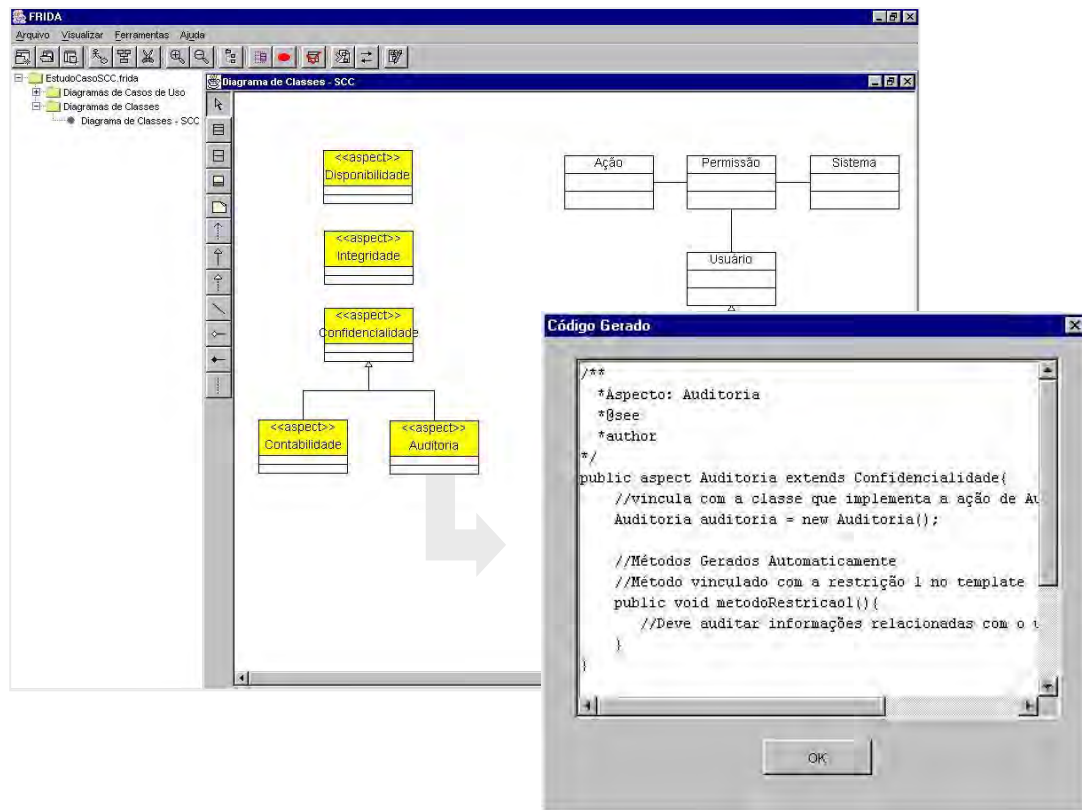 FRIDA
Arquivo Visualizar Ferramentas Ajuda
EstudoCasoSCC.frida
Diagramas de Casos de Uso
Diagramas de Classes
Diagrama de Classes - SCC
Diagrama de Classes - SCC
<<aspect>>
Disponibilidade
<<aspect>>
Integridade
<<aspect>>
Confidencialidade
<<aspect>>
Contabilidade
<<aspect>>
Auditoria
Ação
Permissão
Sistema
Usuário
Código Gerado
/**
*Aspecto: Auditoria
*@see
*author
*/
public aspect Auditoria extends Confidencialidade{
//vincula com a classe que implementa a ação de Au
Auditoria auditoria = new Auditoria();
//Métodos Gerados Automaticamente
//Método vinculado com a restrição 1 no template
public void metodoRestricao1(){
//Deve auditar informações relacionadas com o
}
}
OK